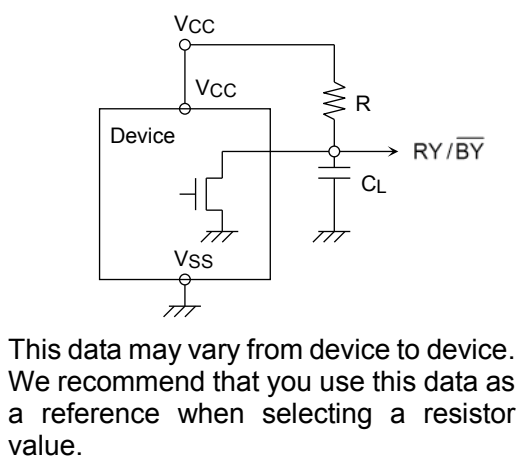 VCC
VCC
R
Device
RY/BY
CL
VSS
This data may vary from device to device.
We recommend that you use this data as
a reference when selecting a resistor
value.